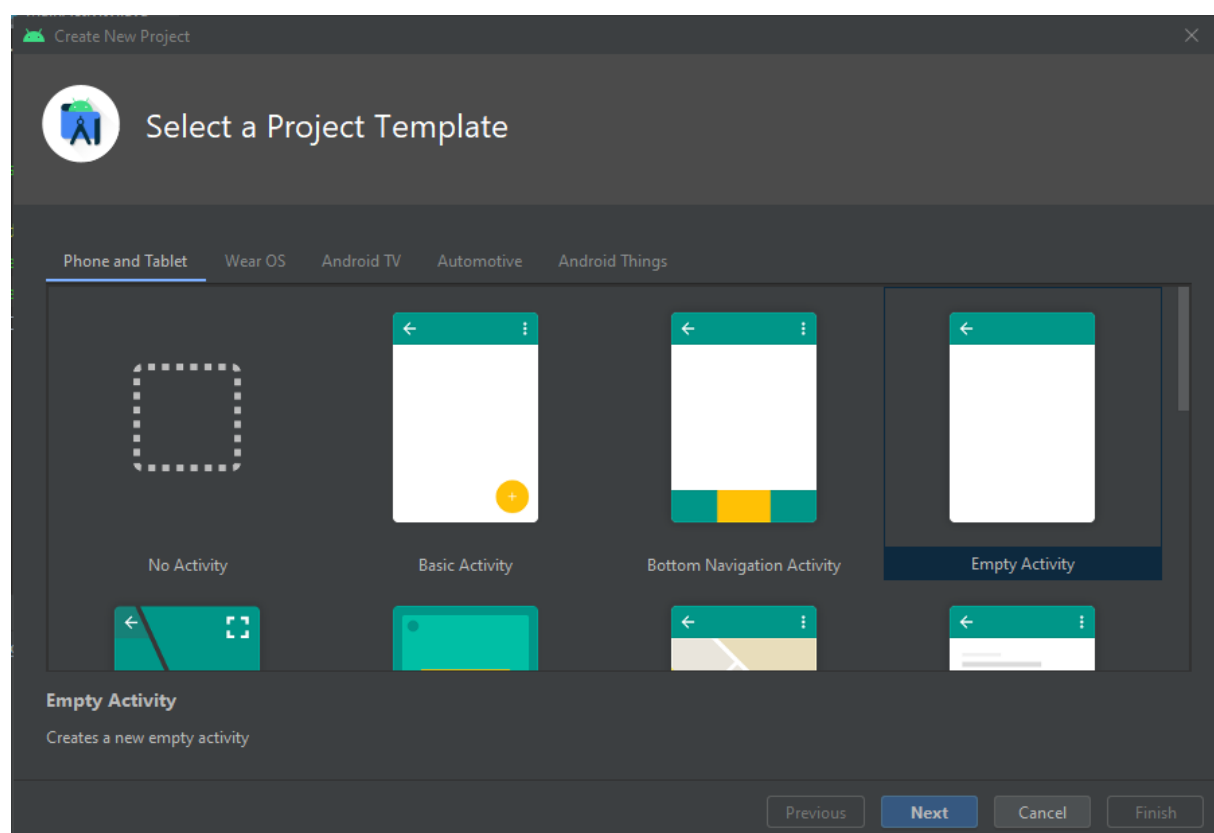 Create New Project
Select a Project Template
Phone and Tablet Wear OS Android TV Automotive Android Things
No Activity Basic Activity Bottom Navigation Activity Empty Activity
Empty Activity
Creates a new empty activity
Previous Next Cancel Finish